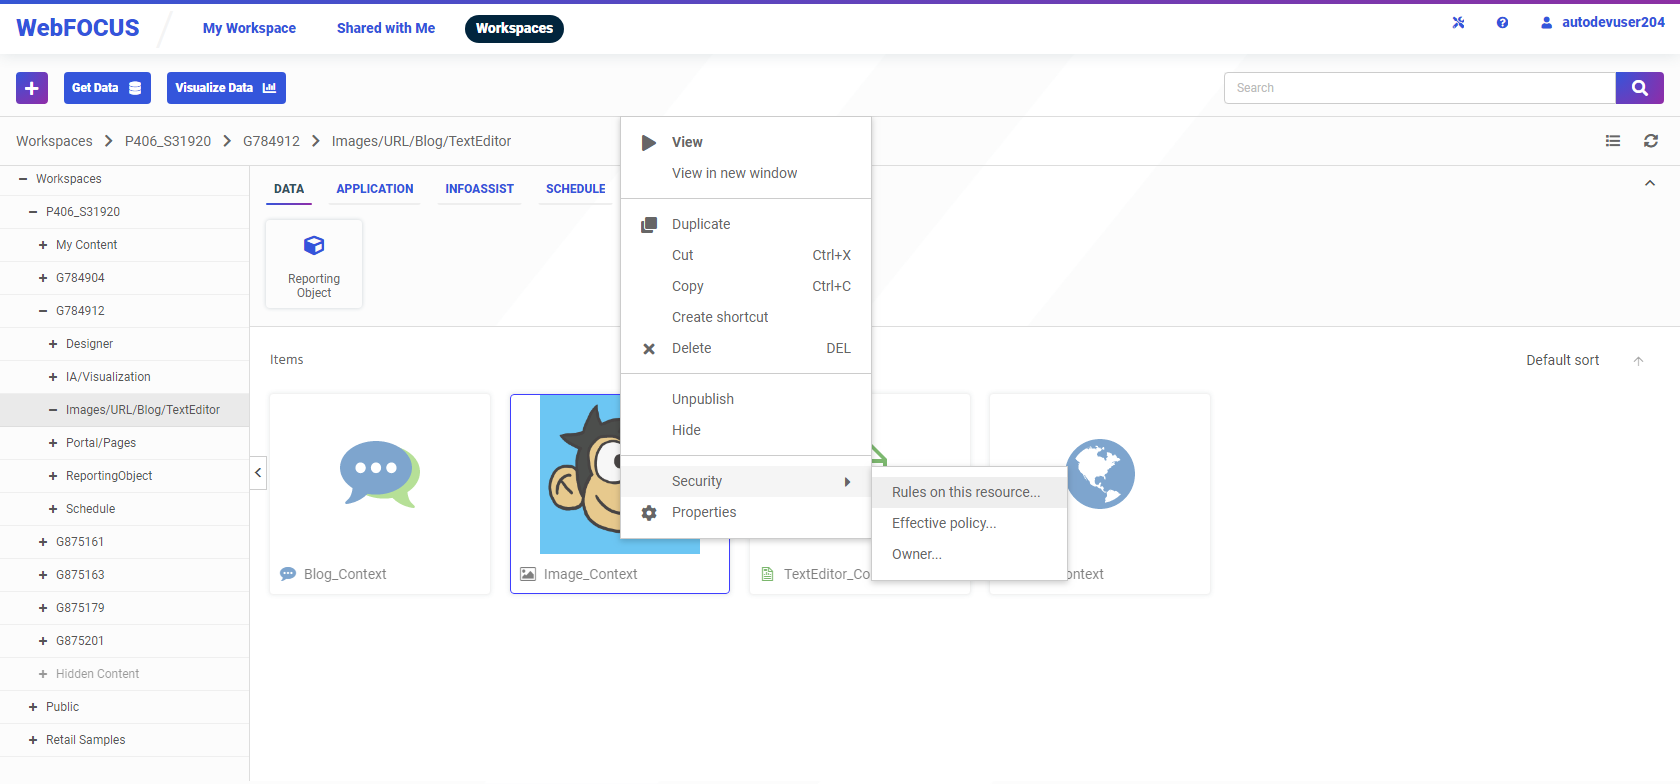 WebFOCUS
My Workspace
Shared with Me
Workspaces
autodevuser204
Get Data
Visualize Data
Search
Workspaces
P406_S31920
G784912
Images/URL/Blog/TextEditor
Workspaces
P406_S31920
My Content
G784904
G784912
Designer
IA/Visualization
Images/URL/Blog/TextEditor
Portal/Pages
ReportingObject
Schedule
G875161
G875163
G875179
G875201
Hidden Content
Public
Retail Samples
DATA
APPLICATION
INFOASSIST
SCHEDULE
Reporting
Object
Items
Default sort
Blog_Context
Image_Context
TextEditor_Co
ontext
View
View in new window
Duplicate
Cut Ctrl+X
Copy Ctrl+C
Create shortcut
Delete DEL
Unpublish
Hide
Security
Properties
Rules on this resource...
Effective policy...
Owner...